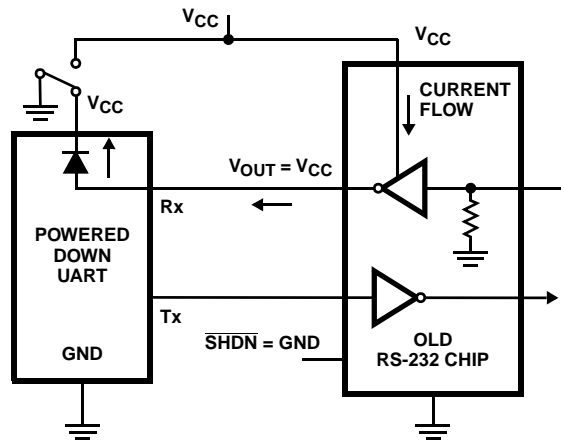 VCC
VCC
VCC
CURRENT
FLOW
VOUT = VCC
Rx
POWERED
DOWN
UART
Tx
SHDN = GND
GND
OLD
RS-232 CHIP